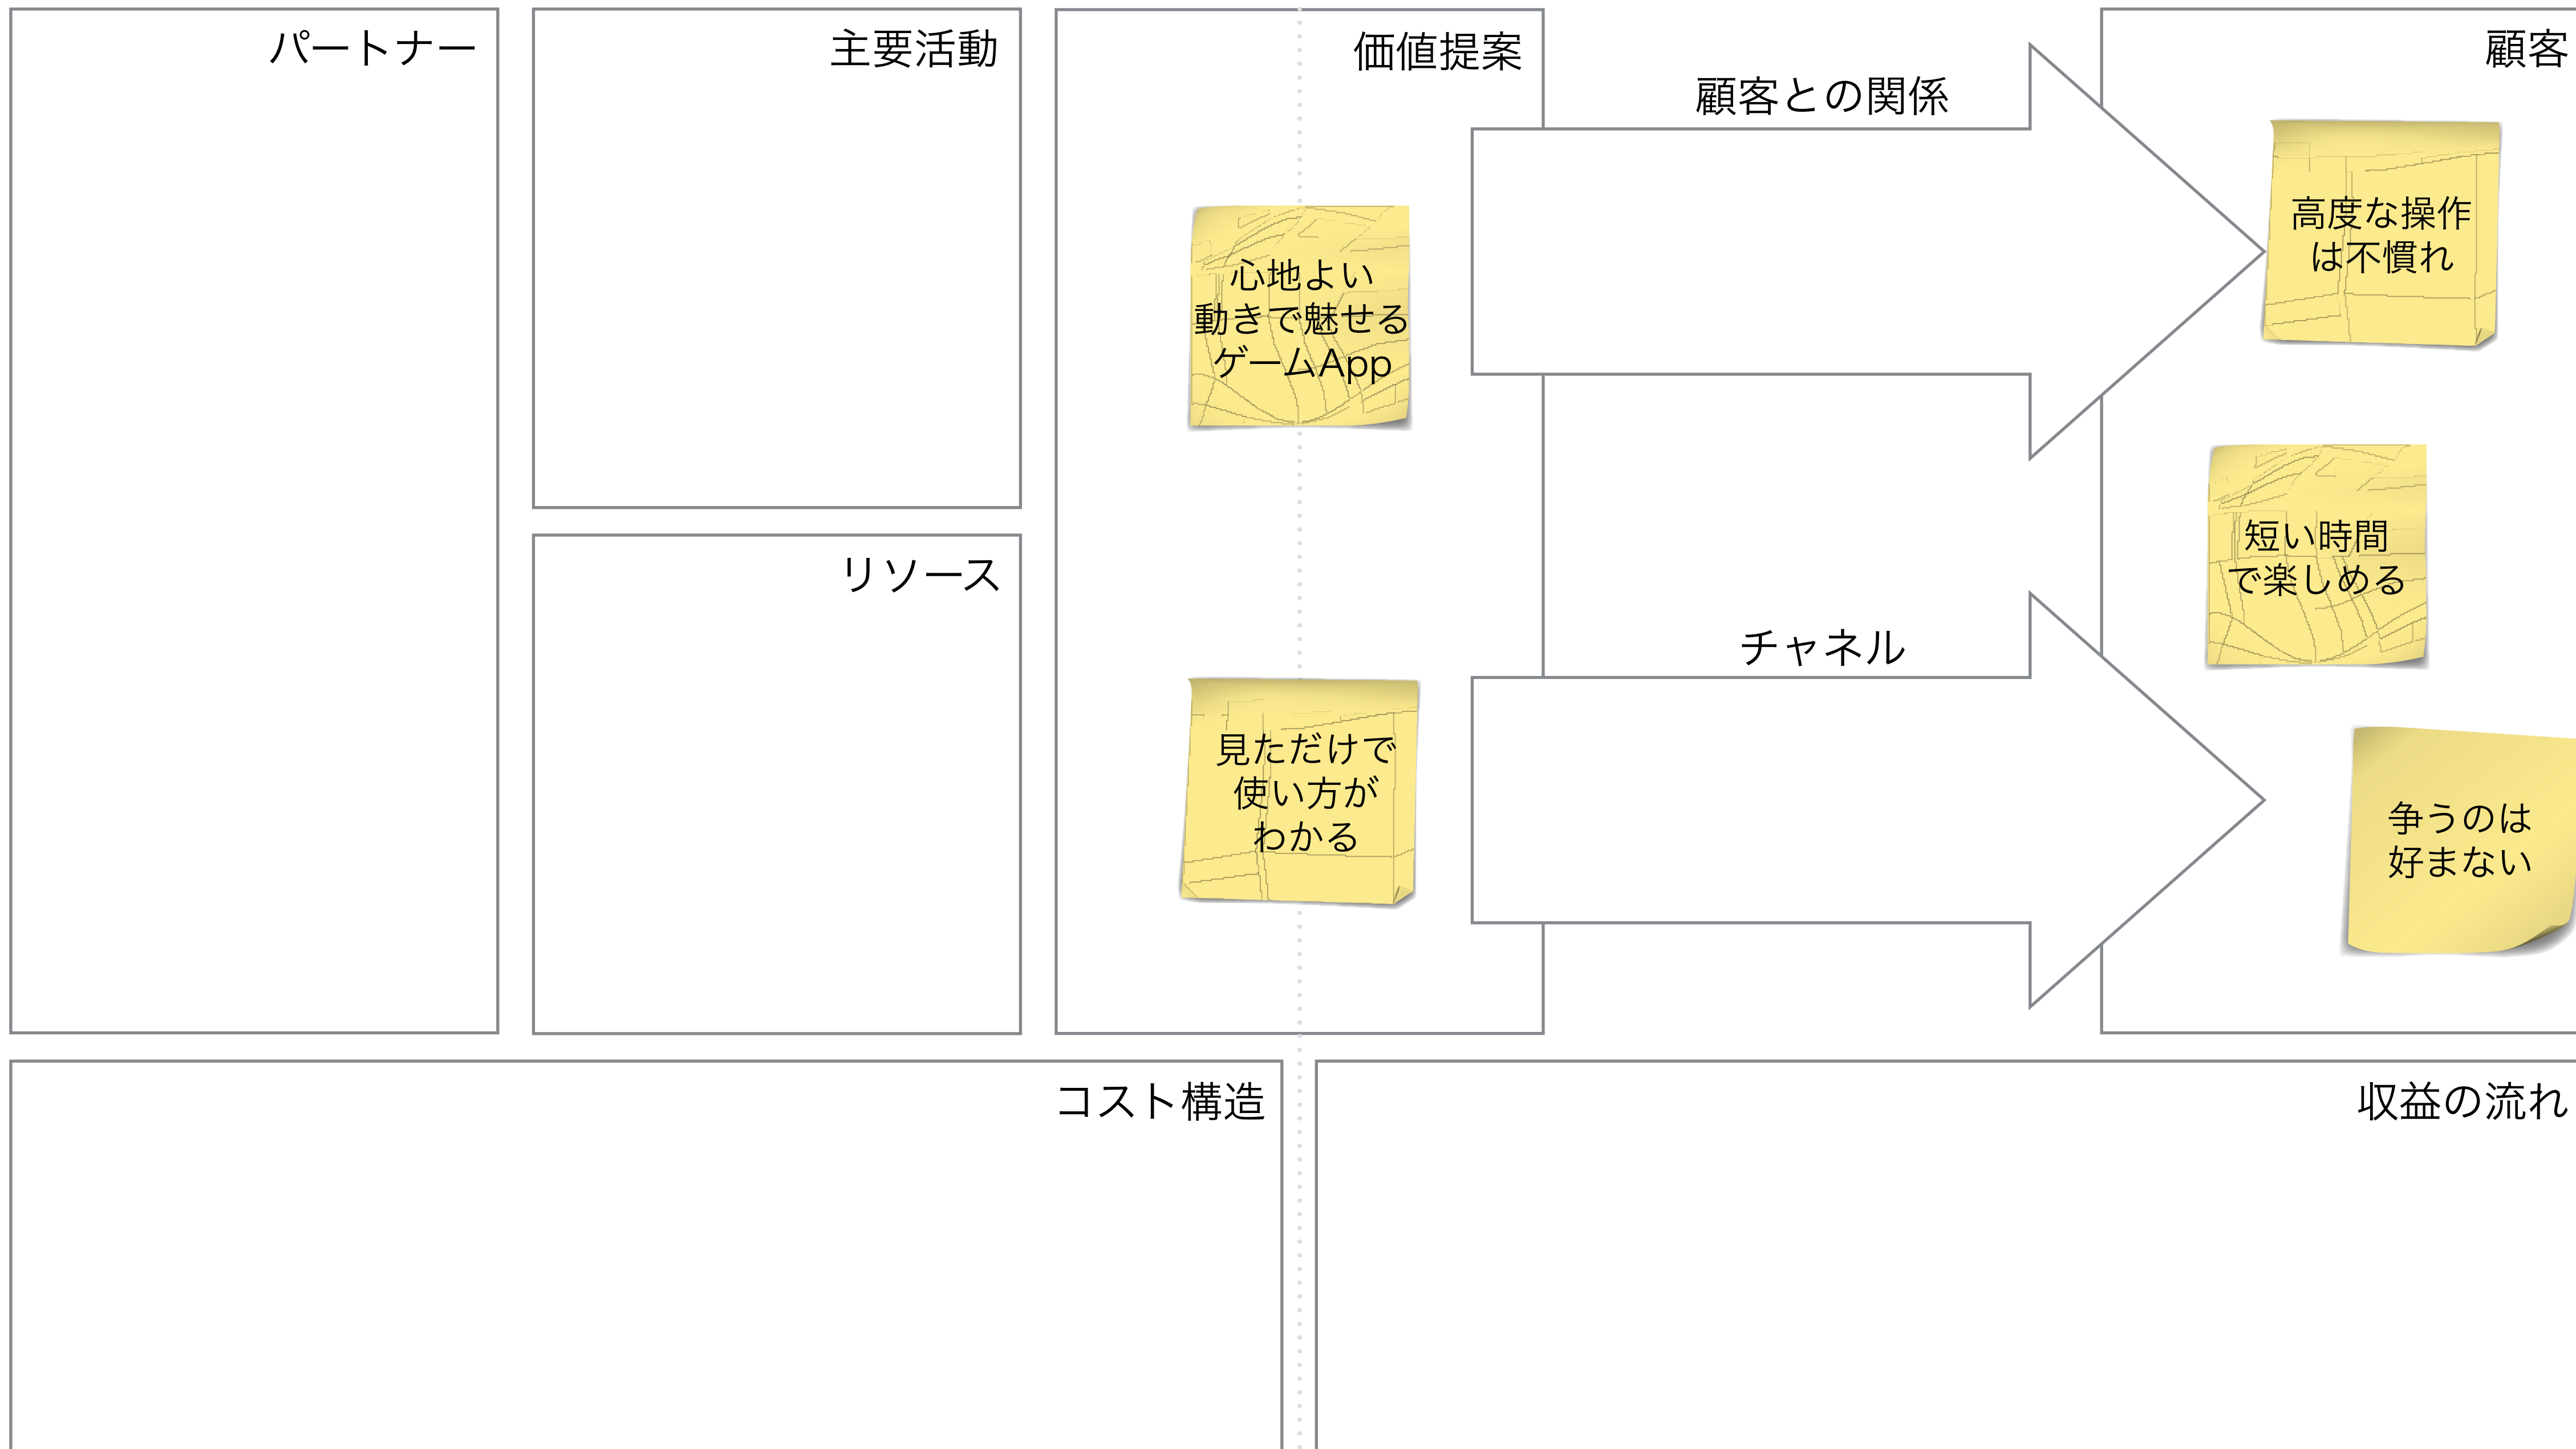 パートナー
主要活動
リソース
価値提案
心地よい
動きで魅せる
ゲームApp
見ただけで
使い方が
わかる
顧客との関係
チャネル
顧客
高度な操作
は不慣れ
短い時間
で楽しめる
争うのは
好まない
コスト構造
収益の流れ